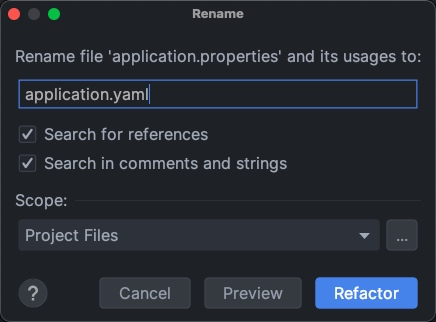 Rename
Rename file 'application.properties' and its usages to:
application.yaml
Search for references
Search in comments and strings
Scope:
Project Files
...
?
Cancel
Preview
Refactor